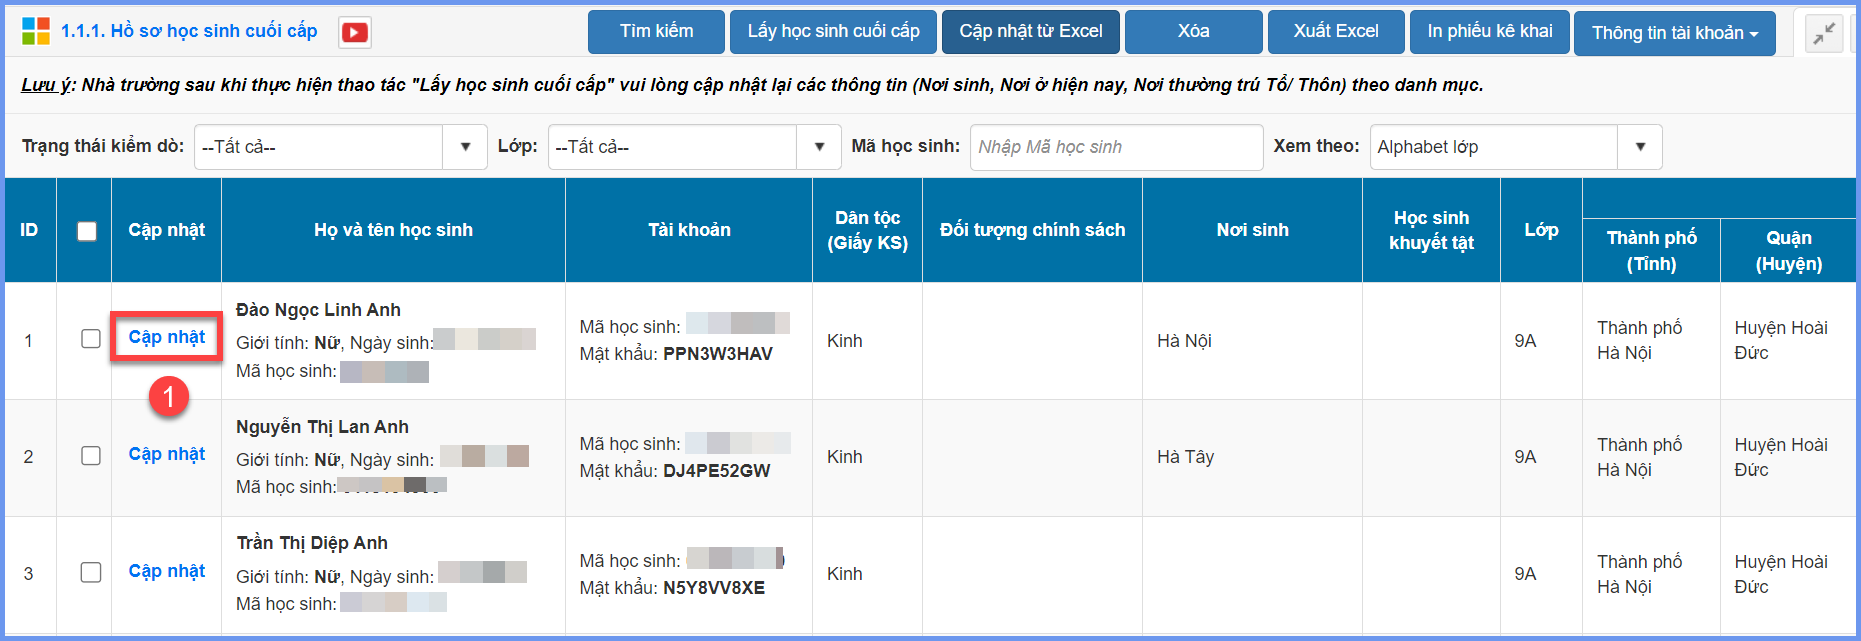 1.1.1. Hồ sơ học sinh cuối cấp
Tìm kiếm
Lấy học sinh cuối cấp
Cập nhật từ Excel
Xóa
Xuất Excel
In phiếu kê khai
Thông tin tài khoản
Lưu ý: Nhà trường sau khi thực hiện thao tác "Lấy học sinh cuối cấp" vui lòng cập nhật lại các thông tin (Nơi sinh, Nơi ở hiện nay, Nơi thường trú Tổ/ Thôn) theo danh mục.
Trạng thái kiểm dò: --Tất cả-- Lớp: --Tất cả-- Mã học sinh: Nhập Mã học sinh Xem theo: Alphabet lớp
ID
Cập nhật
Họ và tên học sinh
Tài khoản
Dân tộc
(Giấy KS)
Đối tượng chính sách
Nơi sinh
Học sinh
khuyết tật
Lớp
Thành phố
(Tỉnh)
Quận
(Huyện)
1
Cập nhật
Đào Ngọc Linh Anh
Giới tính: Nữ, Ngày sinh:
Mã học sinh:
Mã học sinh:
Mật khẩu: PPN3W3HAV
Kinh
Hà Nội
9A
Thành phố
Hà Nội
Huyện Hoài
Đức
1
2
Cập nhật
Nguyễn Thị Lan Anh
Giới tính: Nữ, Ngày sinh:
Mã học sinh:
Mã học sinh:
Mật khẩu: DJ4PE52GW
Kinh
Hà Tây
9A
Thành phố
Hà Nội
Huyện Hoài
Đức
3
Cập nhật
Trần Thị Diệp Anh
Giới tính: Nữ, Ngày sinh:
Mã học sinh:
Mã học sinh:
Mật khẩu: N5Y8VV8XE
Kinh
9A
Thành phố
Hà Nội
Huyện Hoài
Đức